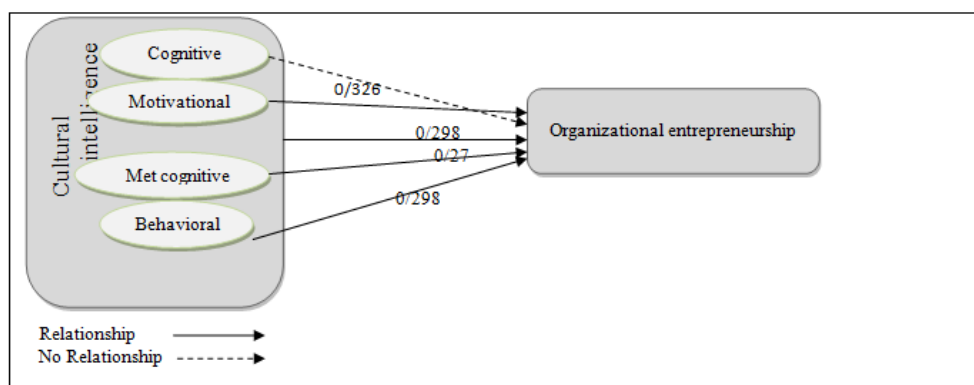 Cognitive
Motivational
Cultural
intelligence
Met cognitive
Behavioral
0/326
0/298
0/27
0/298
Organizational entrepreneurship
Relationship
No Relationship